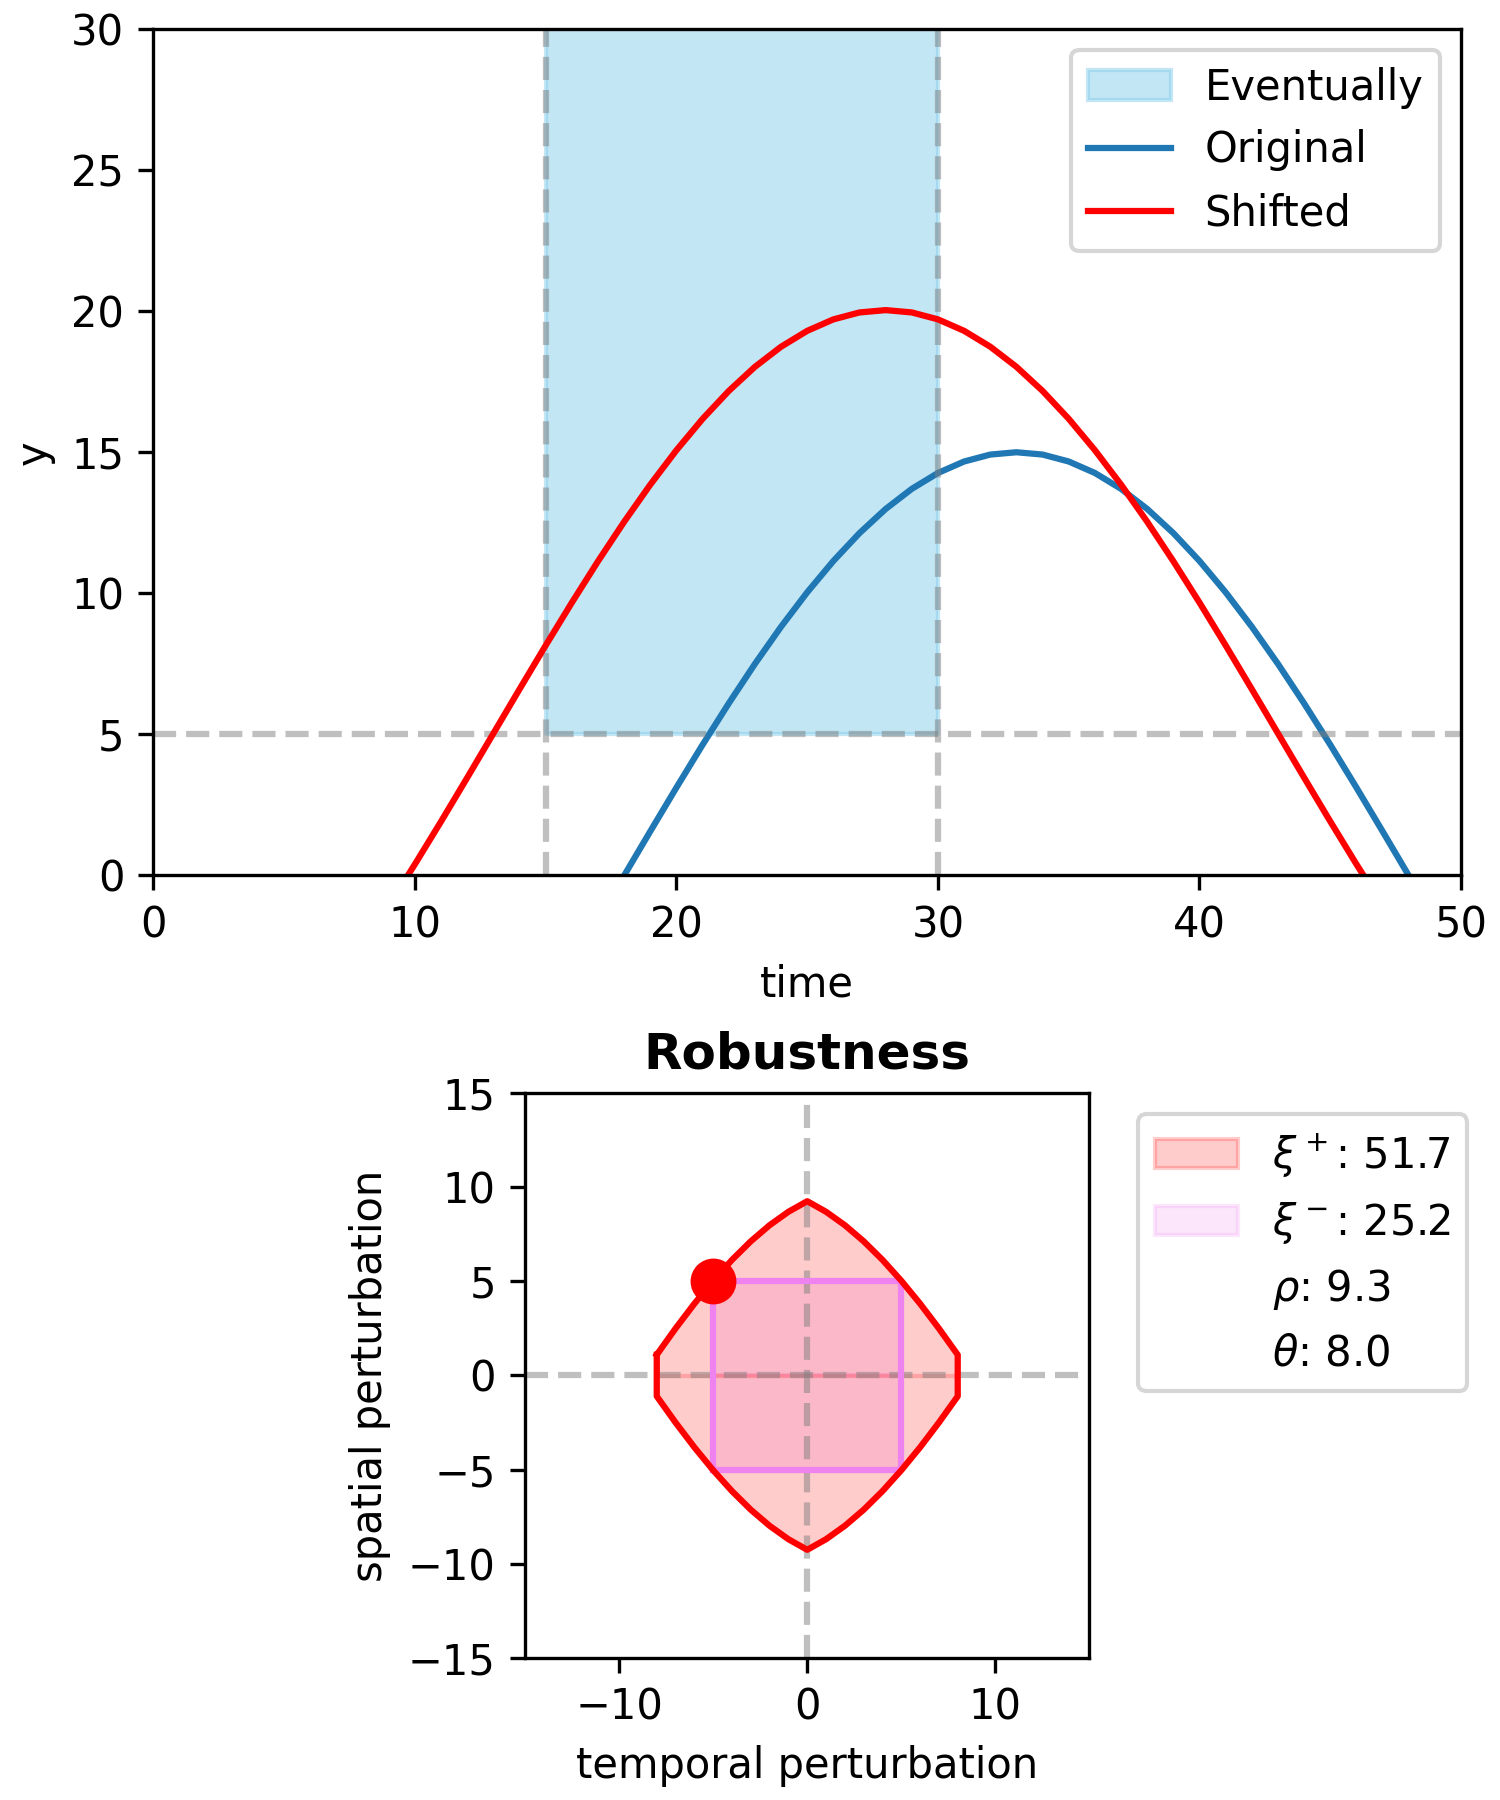 30
25
20
15
10
5
0
y
0 10 20 30 40 50
time
Eventually
Original
Shifted
Robustness
15
10
5
0
−5
−10
−15
spatial perturbation
−10 0 10
temporal perturbation
ξ⁺: 51.7
ξ⁻: 25.2
ρ: 9.3
θ: 8.0